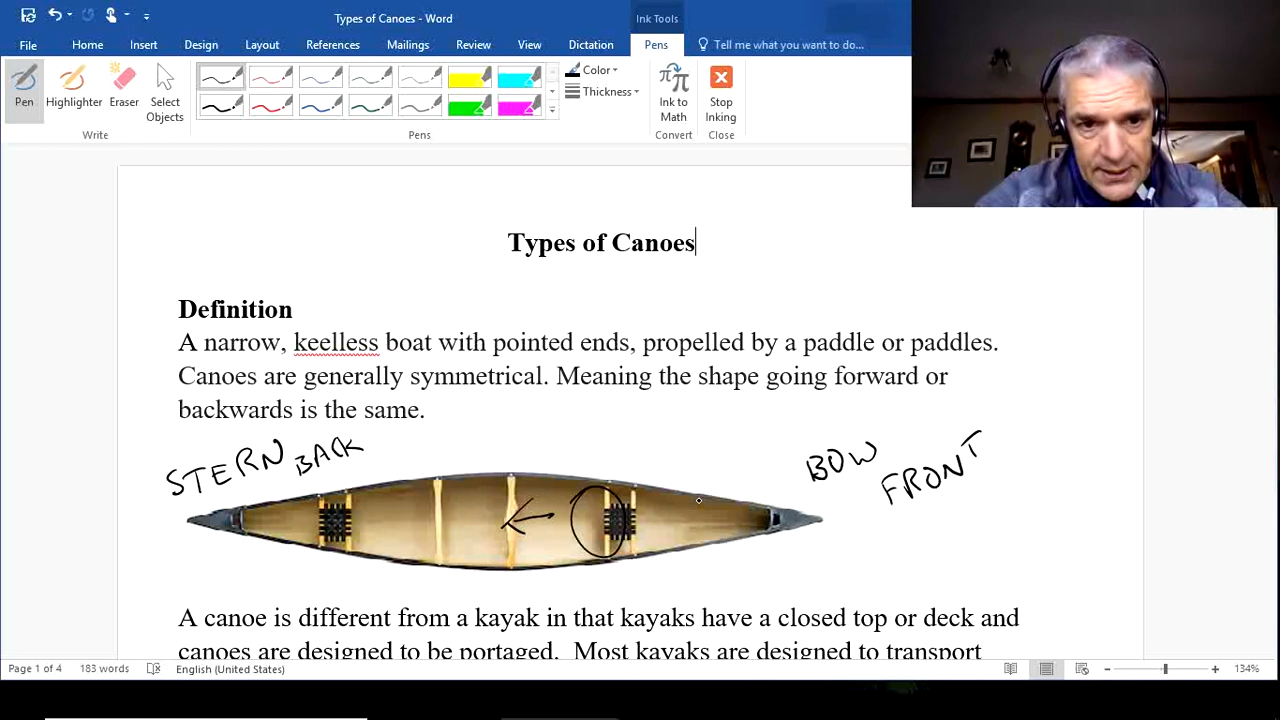 Types of Canoes - Word
Ink Tools
File Home Insert Design Layout References Mailings Review View Dictation Pens Tell me what you want to do...
Pen Highlighter Eraser Select Objects
Color
Thickness
Ink to Math
Stop Inking
Write Pens Convert Close
Types of Canoes
Definition
A narrow, keelless boat with pointed ends, propelled by a paddle or paddles.
Canoes are generally symmetrical. Meaning the shape going forward or
backwards is the same.
STERN BACK
BOW
FRONT
A canoe is different from a kayak in that kayaks have a closed top or deck and
canoes are designed to be portaged. Most kayaks are designed to transport
Page 1 of 4 183 words English (United States) 134%